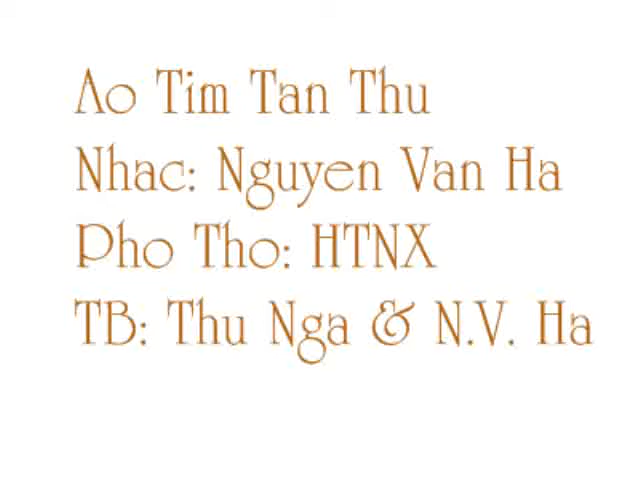 Ao Tim Tan Thu
Nhac: Nguyen Van Ha
Pho Tho: HTNX
TB: Thu Nga & N.V. Ha